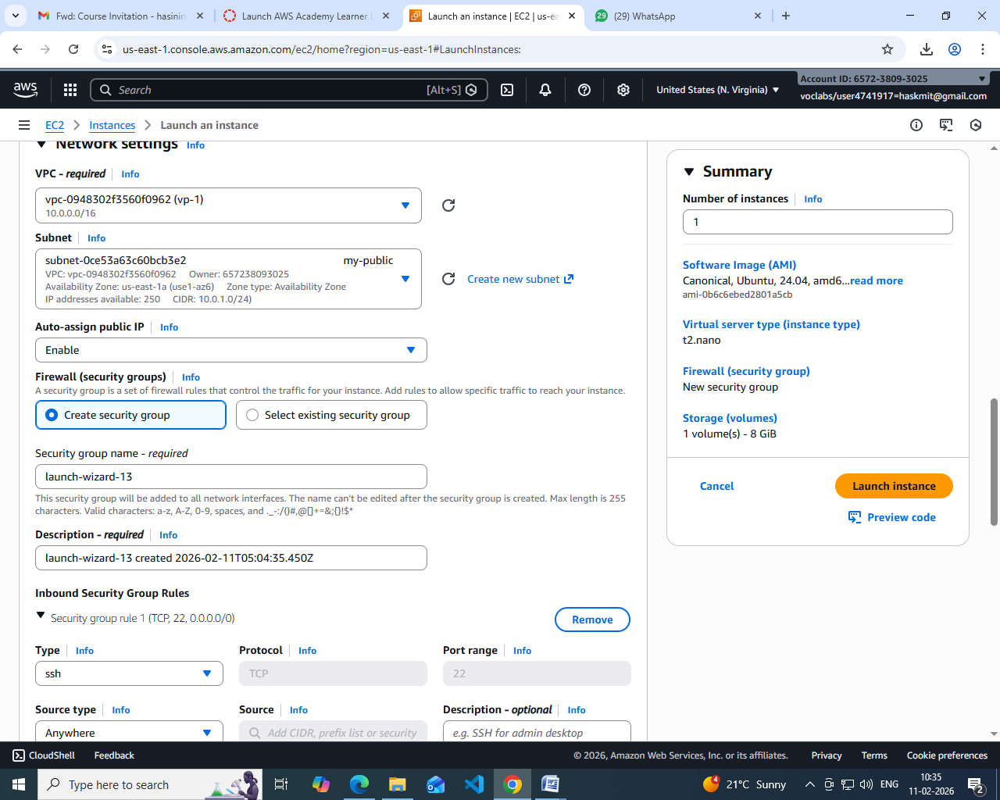 Fwd: Course Invitation - hasinin
Launch AWS Academy Learner L
Launch an instance | EC2 | us-ea
29 (29) WhatsApp
us-east-1.console.aws.amazon.com/ec2/home?region=us-east-1#LaunchInstances:
aws
Search [Alt+S]
United States (N. Virginia)
Account ID: 6572-3809-3025
voclabs/user4741917=haskmit@gmail.com
EC2 Instances Launch an instance
Network settings Info
VPC - required Info
vpc-0948302f3560f0962 (vp-1)
10.0.0.0/16
Subnet Info
subnet-0ce53a63c60bcb3e2 my-public
VPC: vpc-0948302f3560f0962 Owner: 657238093025
Availability Zone: us-east-1a (use1-az6) Zone type: Availability Zone
IP addresses available: 250 CIDR: 10.0.1.0/24)
Create new subnet
Auto-assign public IP Info
Enable
Firewall (security groups) Info
A security group is a set of firewall rules that control the traffic for your instance. Add rules to allow specific traffic to reach your instance.
Create security group
Select existing security group
Security group name - required
launch-wizard-13
This security group will be added to all network interfaces. The name can't be edited after the security group is created. Max length is 255
characters. Valid characters: a-z, A-Z, 0-9, spaces, and ._-:/()#,@[]+=&;{}!$*
Description - required Info
launch-wizard-13 created 2026-02-11T05:04:35.450Z
Inbound Security Group Rules
Security group rule 1 (TCP, 22, 0.0.0.0/0)
Remove
Type Info
Protocol Info
Port range Info
ssh
TCP
22
Source type Info
Source Info
Description - optional Info
Anywhere
Add CIDR, prefix list or security
e.g. SSH for admin desktop
Summary
Number of instances Info
1
Software Image (AMI)
Canonical, Ubuntu, 24.04, amd6...read more
ami-0b6c6ebed2801a5cb
Virtual server type (instance type)
t2.nano
Firewall (security group)
New security group
Storage (volumes)
1 volume(s) - 8 GiB
Cancel
Launch instance
Preview code
CloudShell Feedback
© 2026, Amazon Web Services, Inc. or its affiliates. Privacy Terms Cookie preferences
Type here to search
4 21°C Sunny
ENG
10:35
11-02-2026
2